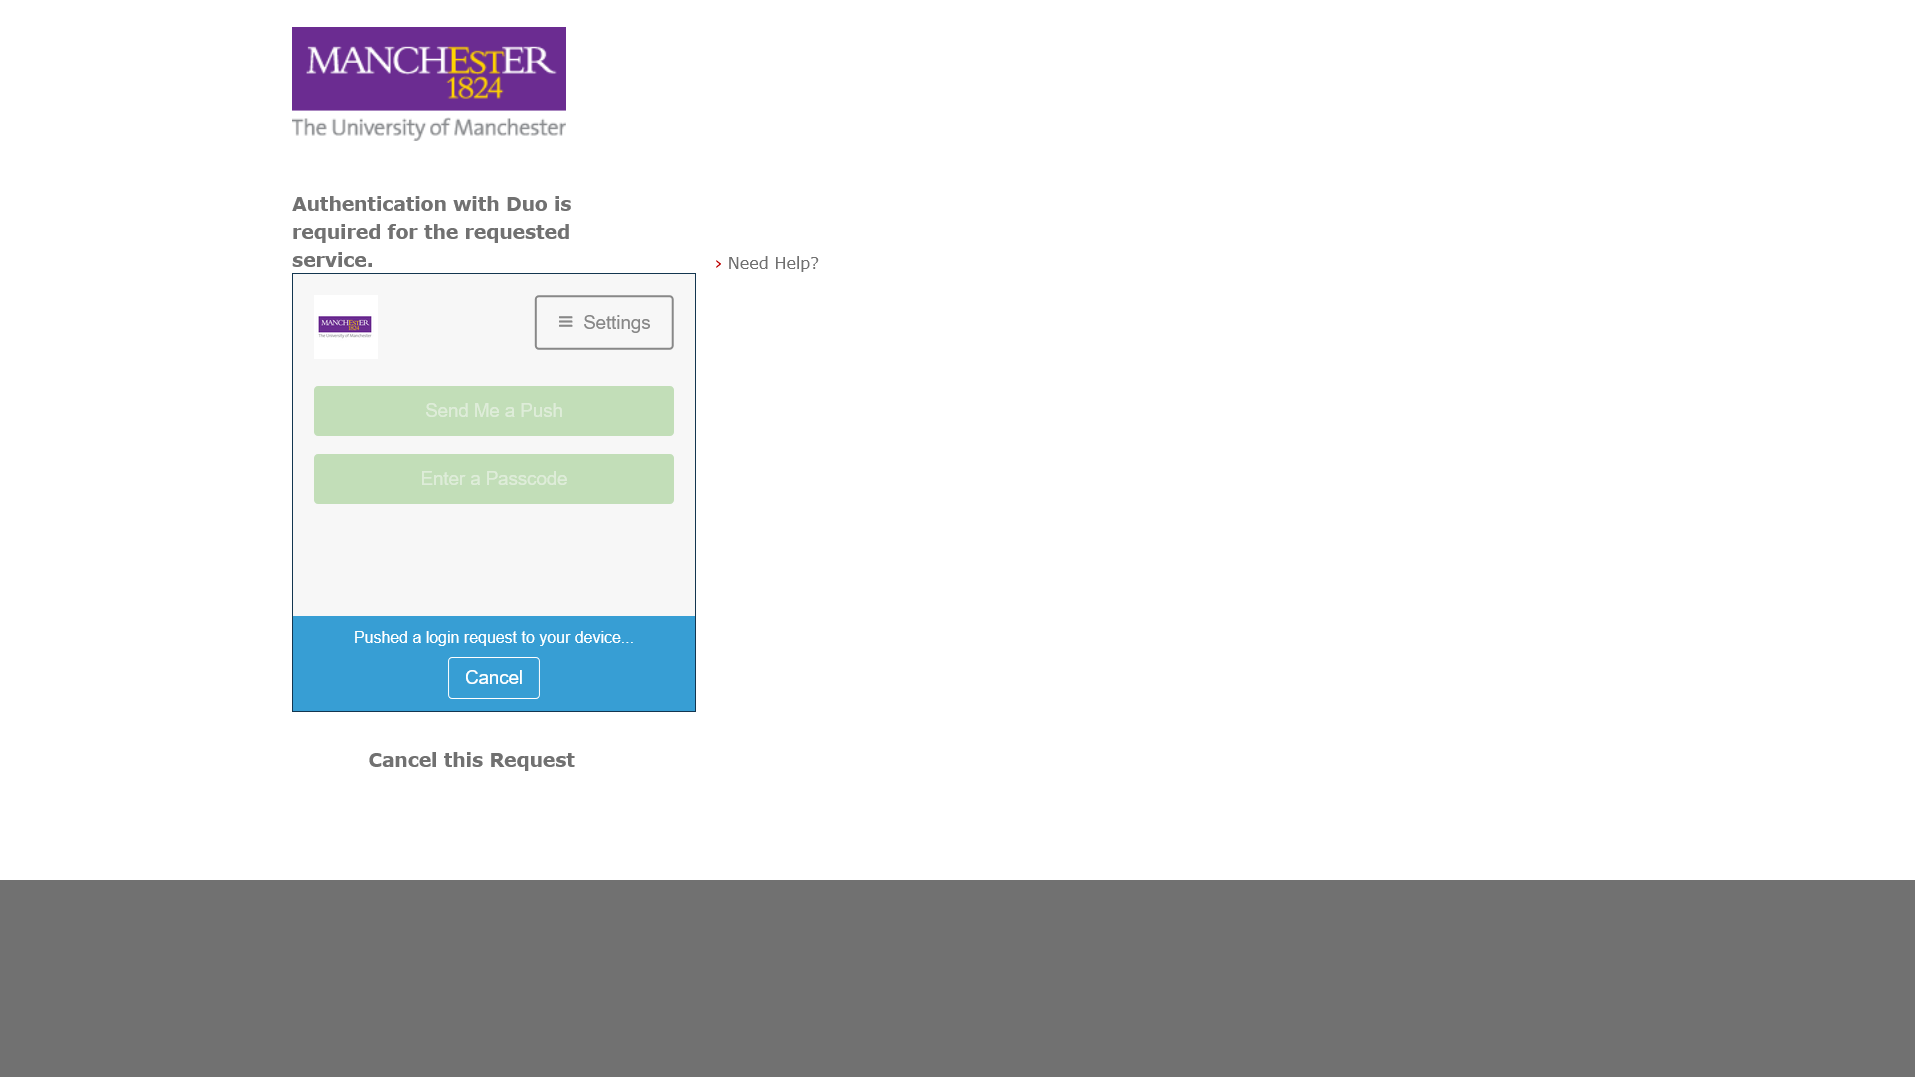 MANCHESTER
1824
The University of Manchester
Authentication with Duo is
required for the requested
service.
> Need Help?
MANCHESTER
1824
The University of Manchester
Settings
Send Me a Push
Enter a Passcode
Pushed a login request to your device...
Cancel
Cancel this Request